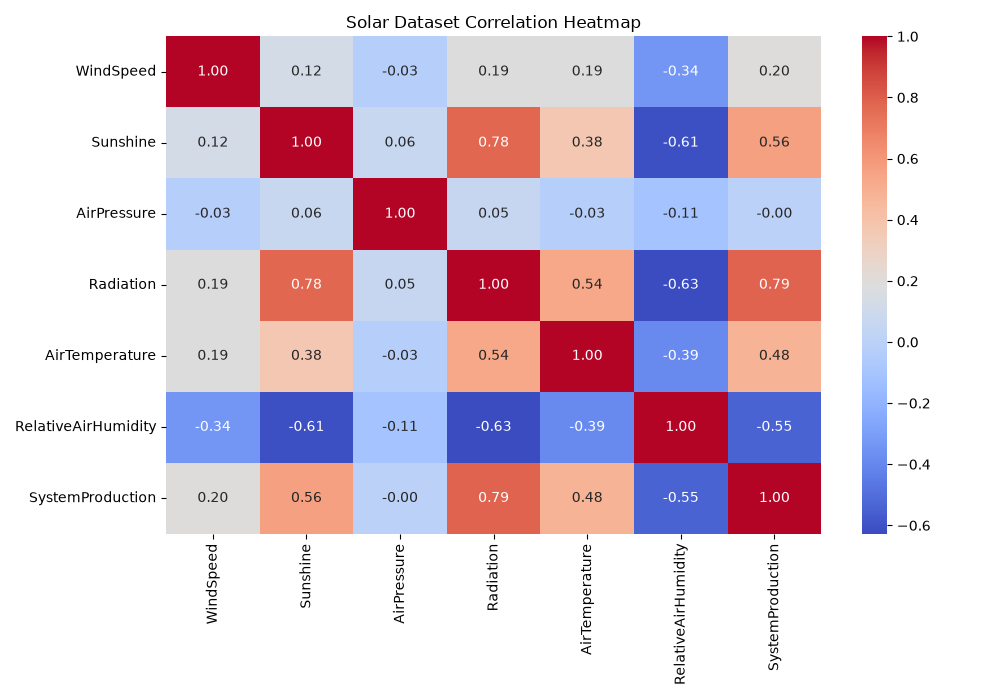 Solar Dataset Correlation Heatmap
WindSpeed 1.00 0.12 -0.03 0.19 0.19 -0.34 0.20
Sunshine 0.12 1.00 0.06 0.78 0.38 -0.61 0.56
AirPressure -0.03 0.06 1.00 0.05 -0.03 -0.11 -0.00
Radiation 0.19 0.78 0.05 1.00 0.54 -0.63 0.79
AirTemperature 0.19 0.38 -0.03 0.54 1.00 -0.39 0.48
RelativeAirHumidity -0.34 -0.61 -0.11 -0.63 -0.39 1.00 -0.55
SystemProduction 0.20 0.56 -0.00 0.79 0.48 -0.55 1.00
WindSpeed Sunshine AirPressure Radiation AirTemperature RelativeAirHumidity SystemProduction
1.0
0.8
0.6
0.4
0.2
0.0
−0.2
−0.4
−0.6